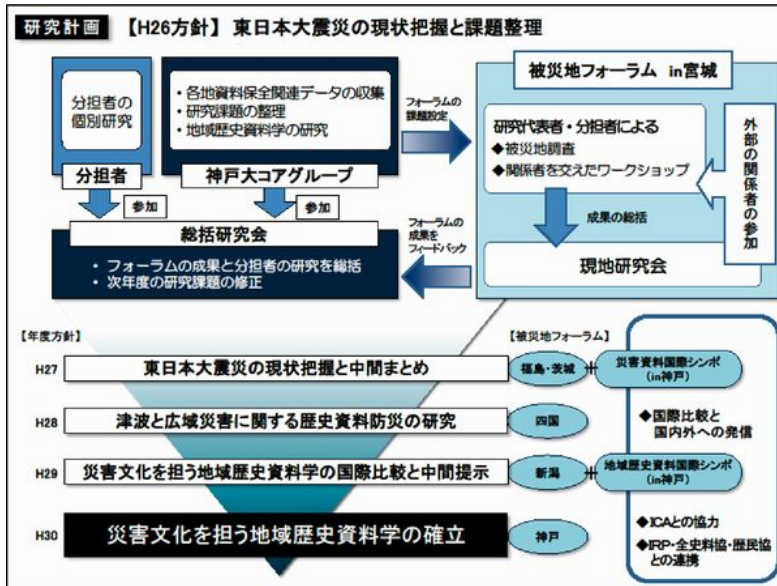 研究計画 【H26方針】 東日本大震災の現状把握と課題整理
分担者の
個別研究
分担者
・各地資料保全関連データの収集
・研究課題の整理
・地域歴史資料学の研究
神戸大コアグループ
フォーラムの
課題設定
被災地フォーラム in宮城
研究代表者・分担者による
◆被災地調査
◆関係者を交えたワークショップ
外部の関係者の参加
参加
参加
成果の総括
現地研究会
総括研究会
・フォーラムの成果と分担者の研究を総括
・次年度の研究課題の修正
フォーラムの
成果を
フィードバック
【年度方針】
【被災地フォーラム】
H27 東日本大震災の現状把握と中間まとめ 福島・茨城 + 災害資料国際シンポ
(in神戸)
H28 津波と広域災害に関する歴史資料防災の研究 四国
◆国際比較と
国内外への発信
H29 災害文化を担う地域歴史資料学の国際比較と中間提示 新潟 + 地域歴史資料国際シンポ
(in神戸)
H30 災害文化を担う地域歴史資料学の確立 神戸
◆ICAとの協力
◆IRP・全史料協・歴民協
との連携